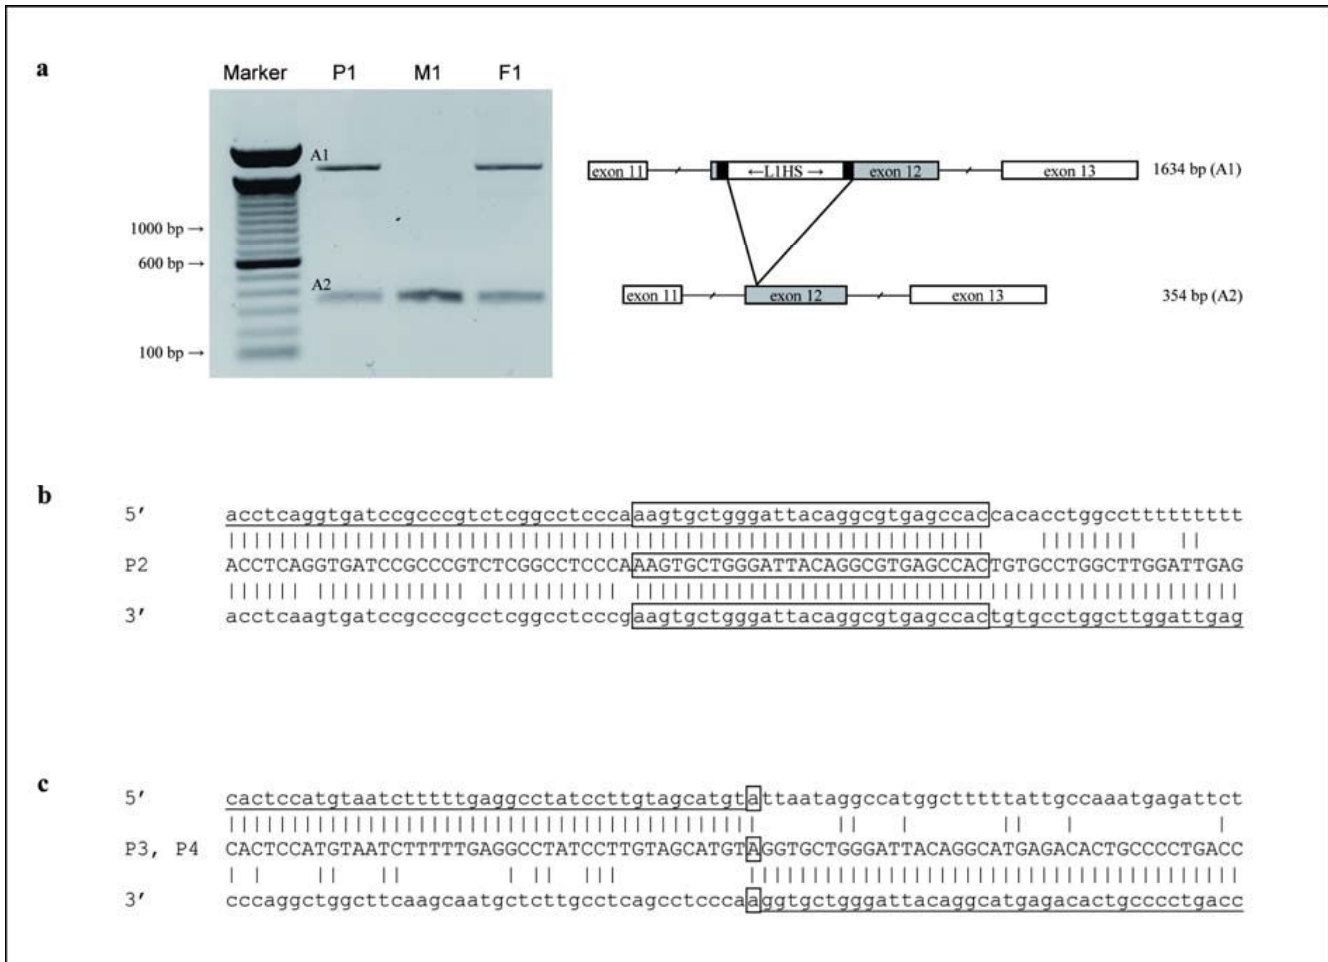 a
Marker P1 M1 F1
A1
A2
1000 bp →
600 bp →
100 bp →
exon 11 ←L1HS → exon 12 exon 13 1634 bp (A1)
exon 11 exon 12 exon 13 354 bp (A2)
b
5′ acctcaggtgatccgcccgtctcggcctcccaaagtgctgggattacaggcgtgagccaccacacctggccttttttttt
P2 ACCTCAGGTGATCCGCCCGTCTCGGCCTCCCAAAGTGCTGGGATTACAGGCGTGAGCCACTGTGCCTGGCTTGGATTGAG
3′ acctcaagtgatccgcccgcctcggcctcccgaagtgctgggattacaggcgtgagccactgtgcctggcttggattgag
c
5′ cactccatgtaatctttttgaggcctatccttgtagcatgtattaataggccatggctttttattgccaaatgagattct
P3, P4 CACTCCATGTAATCTTTTTGAGGCCTATCCTTGTAGCATGTAGGTGCTGGGATTACAGGCATGAGACACTGCCCCTGACC
3′ cccaggctggcttcaagcaatgctcttgcctcagcctcccaaggtgctgggattacaggcatgagacactgcccctgacc